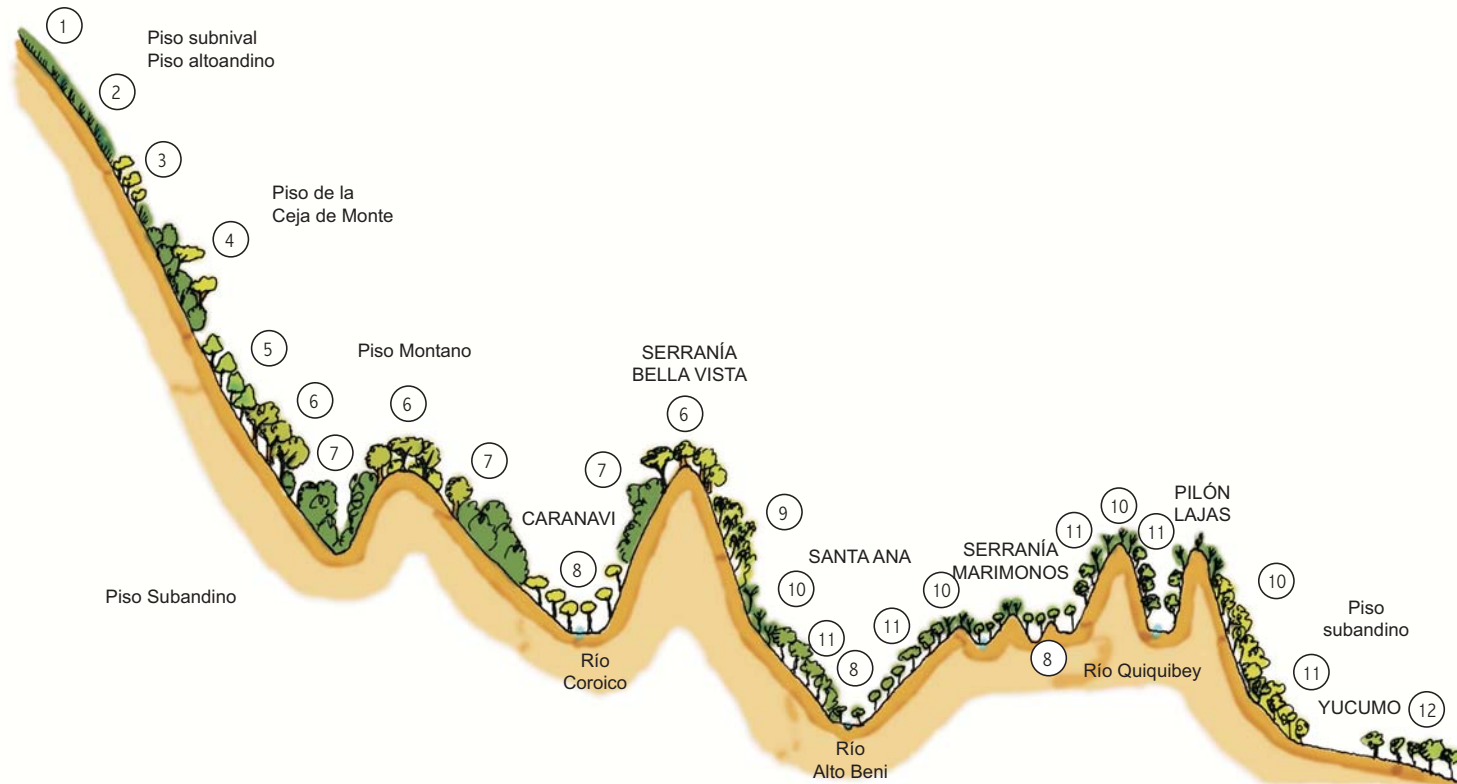 1
Piso subnival
Piso altoandino
2
3
Piso de la
Ceja de Monte
4
5
Piso Montano
SERRANÍA
BELLA VISTA
6
6
6
7
7
7
CARANAVI
8
9
SANTA ANA
10
11
8
11
10
SERRANÍA
MARIMONOS
11
10
11
PILÓN
LAJAS
10
Piso
subandino
11
YUCUMO
12
Piso Subandino
Río
Coroico
8
Río Quiquibey
Río
Alto Beni